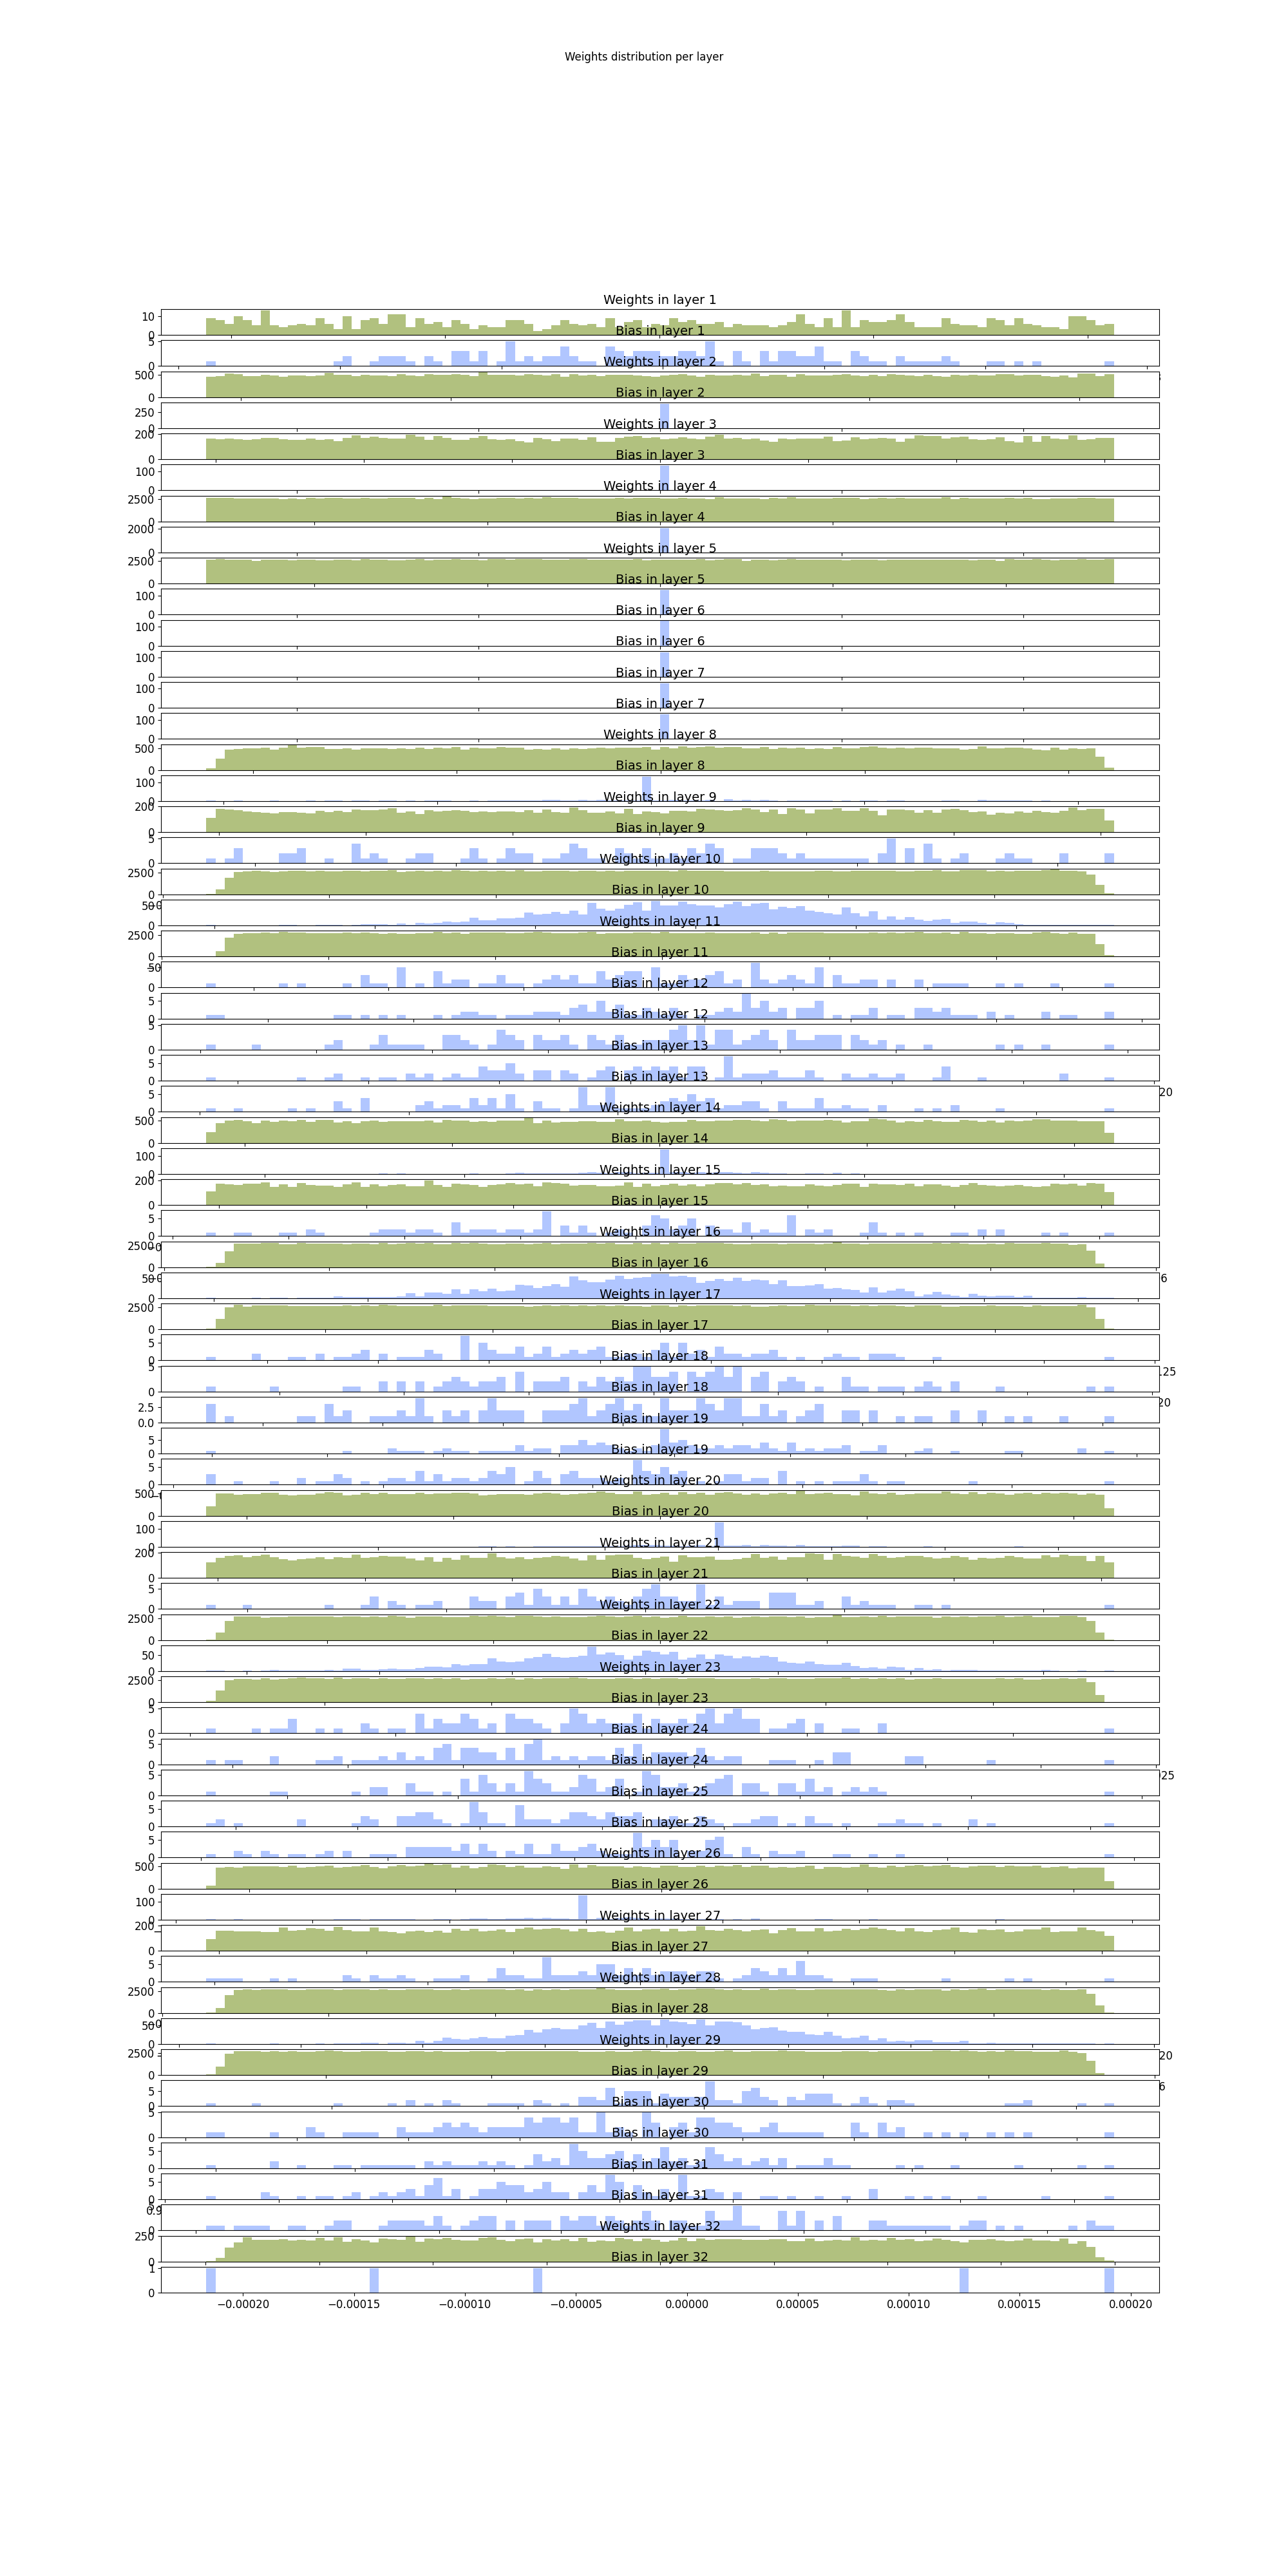 Weights distribution per layer
Weights in layer 1
10
0
Bias in layer 1
5
0
Weights in layer 2
500
0
Bias in layer 2
250
0
Weights in layer 3
200
0
Bias in layer 3
100
0
Weights in layer 4
2500
0
Bias in layer 4
2000
0
Weights in layer 5
2500
0
Bias in layer 5
100
0
Bias in layer 6
100
0
Bias in layer 6
100
0
Bias in layer 7
100
0
Bias in layer 7
100
0
Weights in layer 8
500
0
Bias in layer 8
100
0
Weights in layer 9
200
0
Bias in layer 9
5
0
Weights in layer 10
2500
0
Bias in layer 10
Weights in layer 11
2500
0
Bias in layer 11
50
0
Bias in layer 12
5
0
Bias in layer 12
5
0
Bias in layer 13
5
0
Bias in layer 13
20
5
0
Weights in layer 14
500
0
Bias in layer 14
100
0
Weights in layer 15
200
0
Bias in layer 15
5
0
Weights in layer 16
2500
0
Bias in layer 16
6
0
Weights in layer 17
2500
0
Bias in layer 17
5
0
Bias in layer 18
5
0
Bias in layer 18
2.5
0.0
Bias in layer 19
5
0
Bias in layer 19
5
0
Weights in layer 20
500
0
Bias in layer 20
100
0
Weights in layer 21
200
0
Bias in layer 21
5
0
Weights in layer 22
2500
0
Bias in layer 22
50
0
Weights in layer 23
2500
0
Bias in layer 23
5
0
Bias in layer 24
5
0
Bias in layer 24
5
0
Bias in layer 25
5
0
Bias in layer 25
5
0
Weights in layer 26
500
0
Bias in layer 26
100
0
Weights in layer 27
200
0
Bias in layer 27
5
0
Weights in layer 28
2500
0
Bias in layer 28
0
Weights in layer 29
20
2500
0
Bias in layer 29
6
5
0
Bias in layer 30
5
0
Bias in layer 30
5
0
Bias in layer 31
5
0
Bias in layer 31
Weights in layer 32
250
0
Bias in layer 32
1
0
−0.00020 −0.00015 −0.00010 −0.00005 0.00000 0.00005 0.00010 0.00015 0.00020